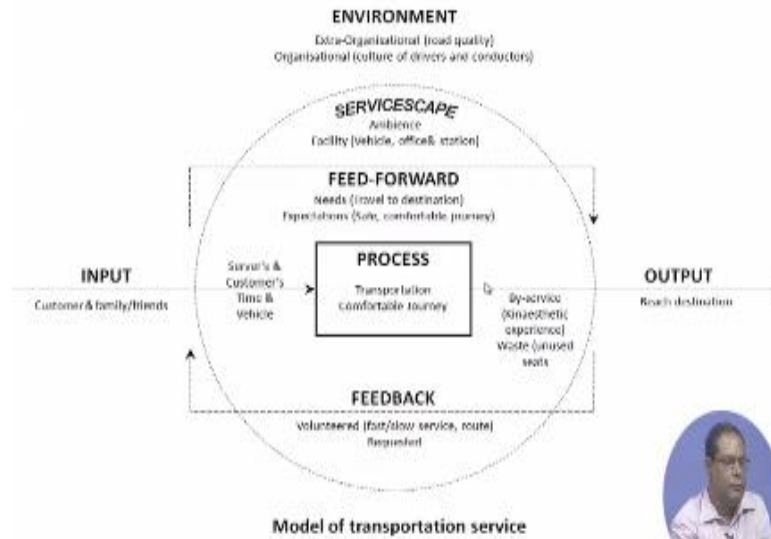 ENVIRONMENT
Extra-Organisational (road quality)
Organisational (culture of drivers and conductors)
SERVICESCAPE
Ambience
Facility (Vehicle, office& station)
FEED-FORWARD
Needs (Travel to destination)
Expectations (Safe, comfortable journey)
INPUT
Customer & family/friends
Server's &
Customer's
Time &
Vehicle
PROCESS
Transportation
Comfortable Journey
By-service
(Kinaesthetic
experience)
Waste (unused
seats
OUTPUT
Reach destination
FEEDBACK
Volunteered (fast/slow service, route)
Requested
Model of transportation service